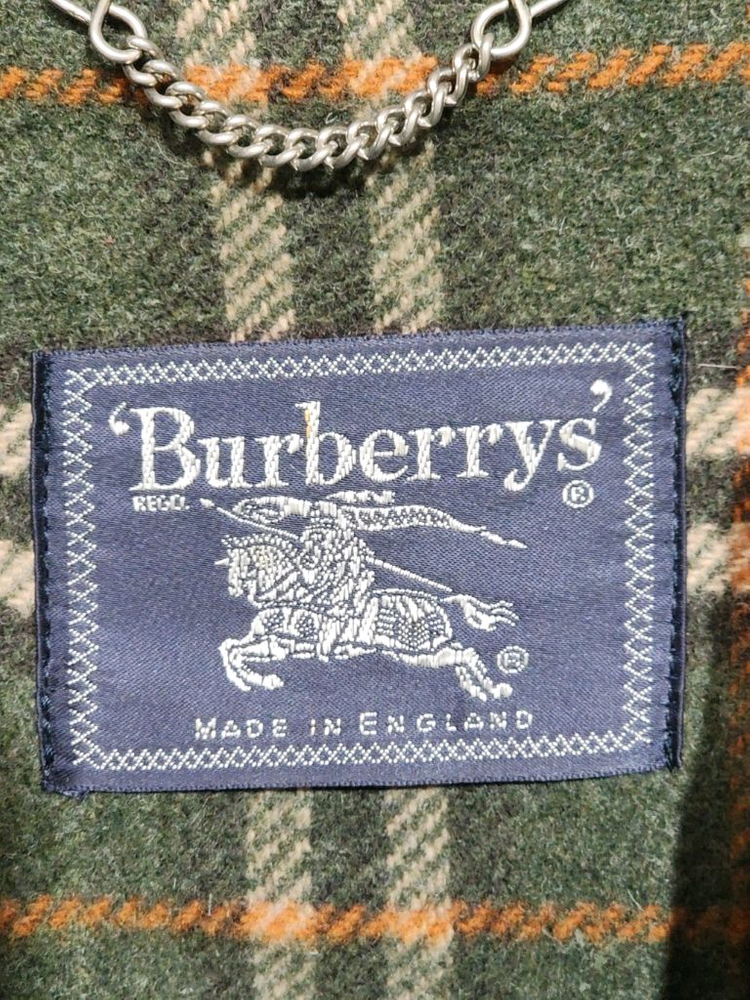 ‘Burberrys’
REGD. ®
®
MADE IN ENGLAND